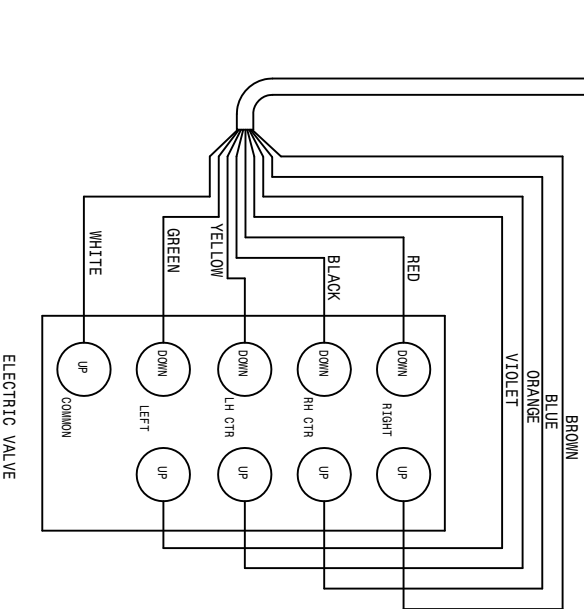 WHITE
GREEN
YELLOW
BLACK
RED
VIOLET
ORANGE
BLUE
BROWN
UP
DOWN
DOWN
DOWN
DOWN
COMMON
LEFT
LH CTR
RH CTR
RIGHT
UP
UP
UP
UP
ELECTRIC VALVE